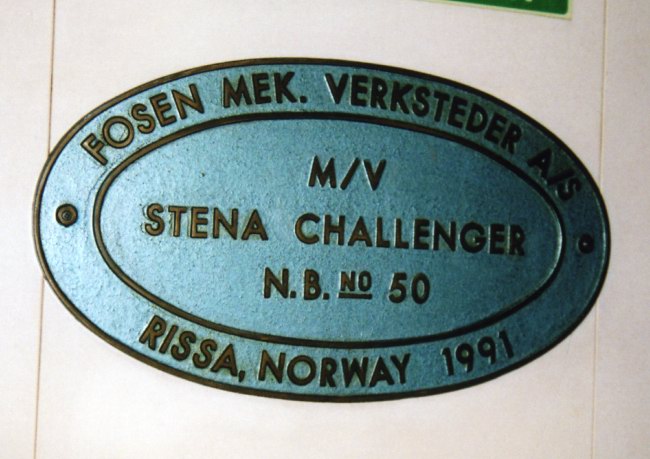 FOSEN MEK. VERKSTEDER A/S
M/V
STENA CHALLENGER
N.B. NO 50
RISSA, NORWAY 1991